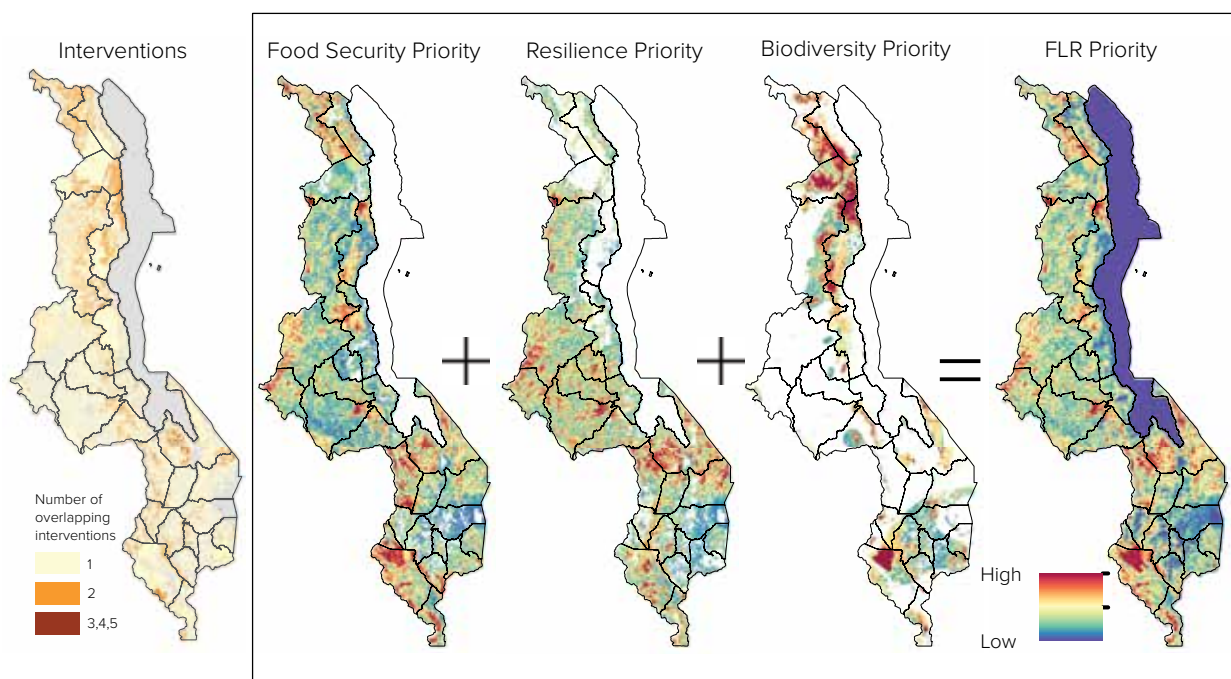 Interventions
Food Security Priority
Resilience Priority
Biodiversity Priority
FLR Priority
+
+
=
Number of
overlapping
interventions
1
2
3,4,5
High
Low